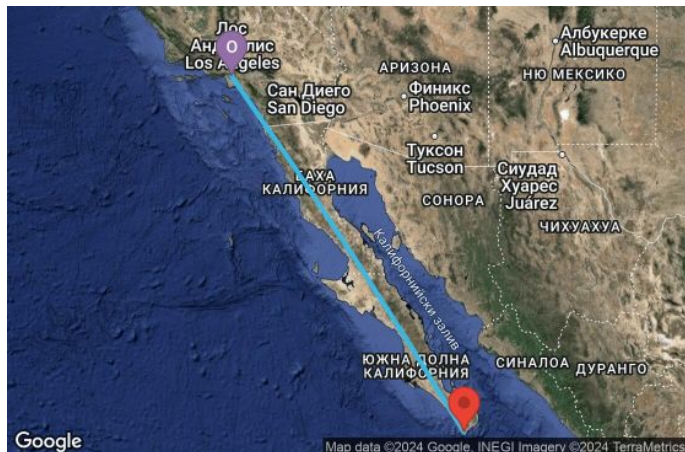 Лос
Анджелис
Los Angeles
O
Албукерке
Albuquerque
АРИЗОНА
НЮ МЕКСИКО
Сан Диего
San Diego
Финикс
Phoenix
Туксон
Tucson
Сиудад
Хуарес
Juárez
БАХА
КАЛИФОРНИЯ
СОНОРА
ЧИХУАХУА
Калифорнийски залив
ЮЖНА ДОЛНА
КАЛИФОРНИЯ
СИНАЛОА
ДУРАНГО
Google
Map data ©2024 Google, INEGI Imagery ©2024 TerraMetrics